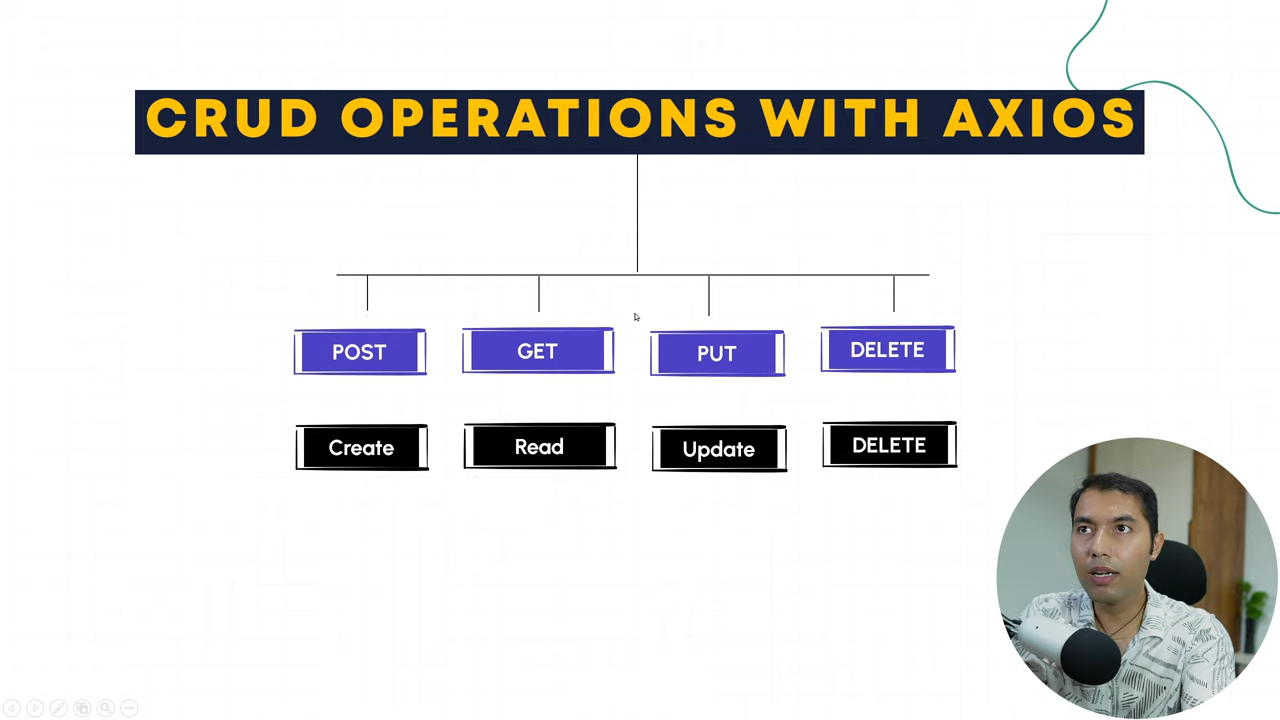 CRUD OPERATIONS WITH AXIOS
POST GET PUT DELETE
Create Read Update DELETE